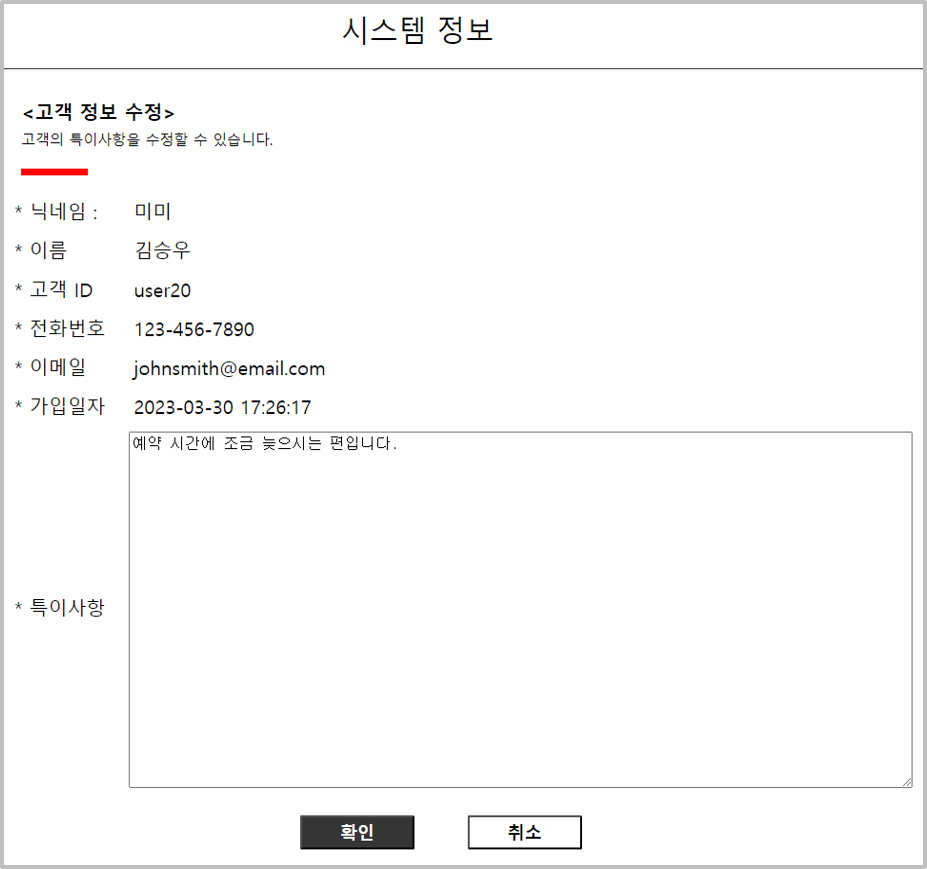 시스템 정보
<고객 정보 수정>
고객의 특이사항을 수정할 수 있습니다.
* 닉네임 : 미미
* 이름 김승우
* 고객 ID user20
* 전화번호 123-456-7890
* 이메일 johnsmith@email.com
* 가입일자 2023-03-30 17:26:17
* 특이사항 예약 시간에 조금 늦으시는 편입니다.
확인 취소